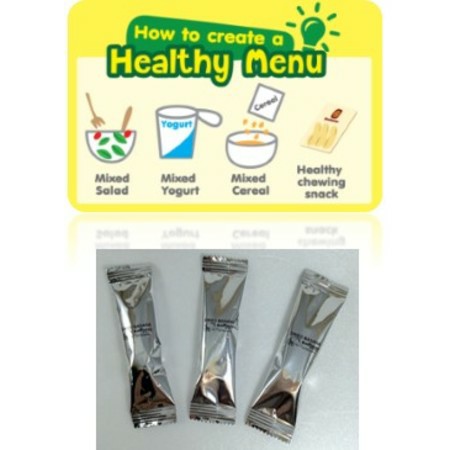 How to create a
Healthy Menu
Yogurt
Cereal
Mixed
Salad
Mixed
Yogurt
Mixed
Cereal
Healthy
chewing
snack